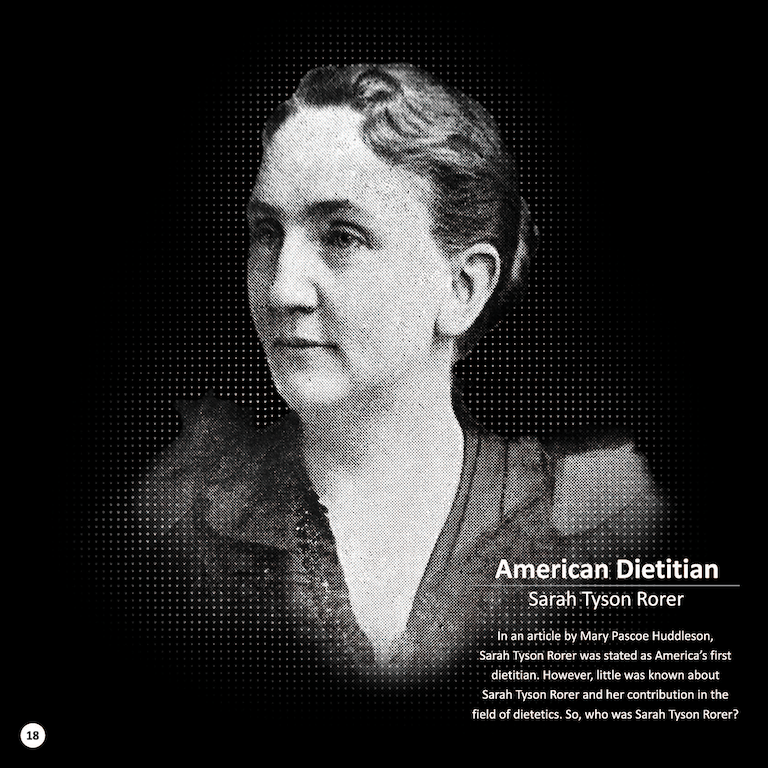 American Dietitian
Sarah Tyson Rorer
In an article by Mary Pascoe Huddleson,
Sarah Tyson Rorer was stated as America’s first
dietitian. However, little was known about
Sarah Tyson Rorer and her contribution in the
field of dietetics. So, who was Sarah Tyson Rorer?
18